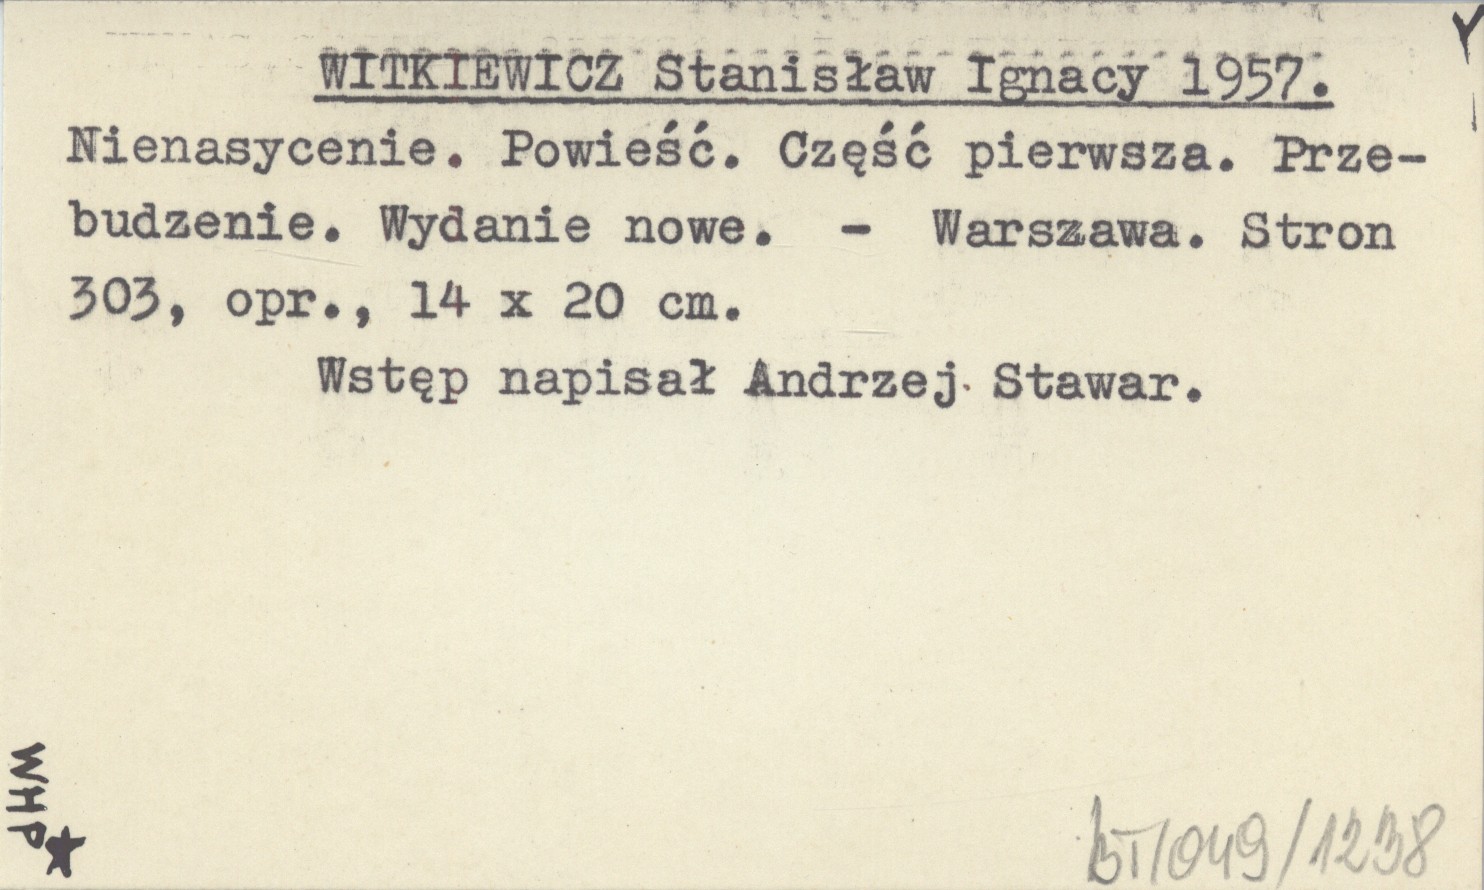 WITKIEWICZ Stanisław Ignacy 1957.
Nienasycenie. Powieść. Część pierwsza. Prze-
budzenie. Wydanie nowe. - Warszawa. Stron
303, opr., 14 x 20 cm.
Wstęp napisał Andrzej Stawar.
WHP
/049/1238